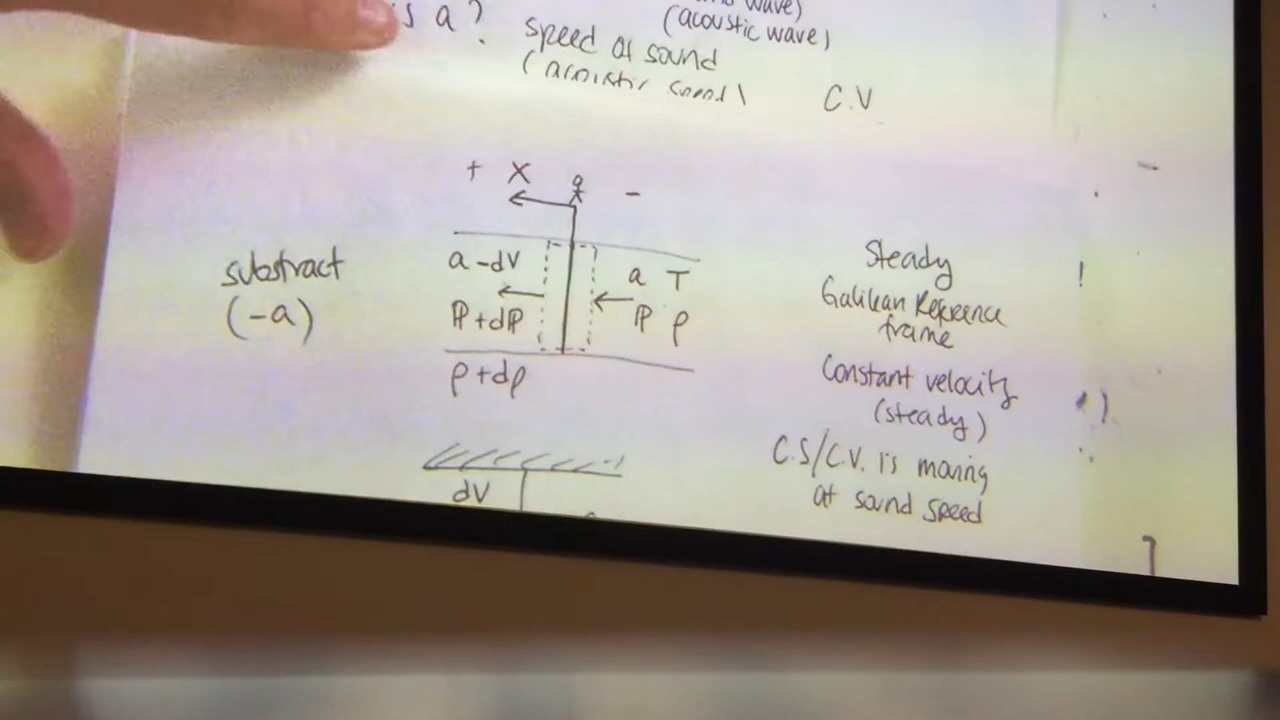 wave)
(acoustic wave)
s a?
speed of sound
C.V
+ X -
a - dV
a T
P+dP
P ρ
ρ+dρ
substract
(-a)
Steady
Galilean Reference
frame
Constant velocity
(steady)
C.S/C.V. is moving
at sound speed
dV